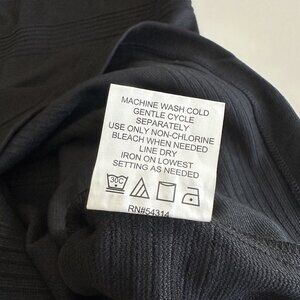 MACHINE WASH COLD
GENTLE CYCLE
SEPARATELY
USE ONLY NON-CHLORINE
BLEACH WHEN NEEDED
LINE DRY
IRON ON LOWEST
SETTING AS NEEDED
30C
RN#54314